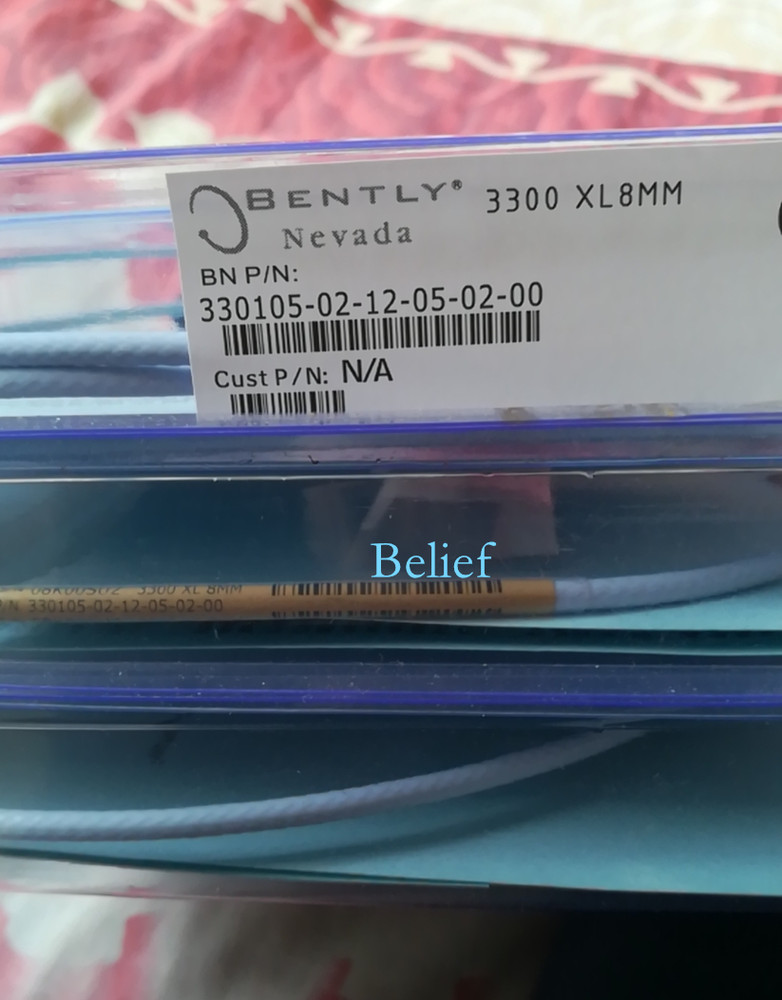 BENTLY® 3300 XL8MM
Nevada
BN P/N:
330105-02-12-05-02-00
Cust P/N: N/A
Belief
3300 XL 8MM
P/N 330105-02-12-05-02-00